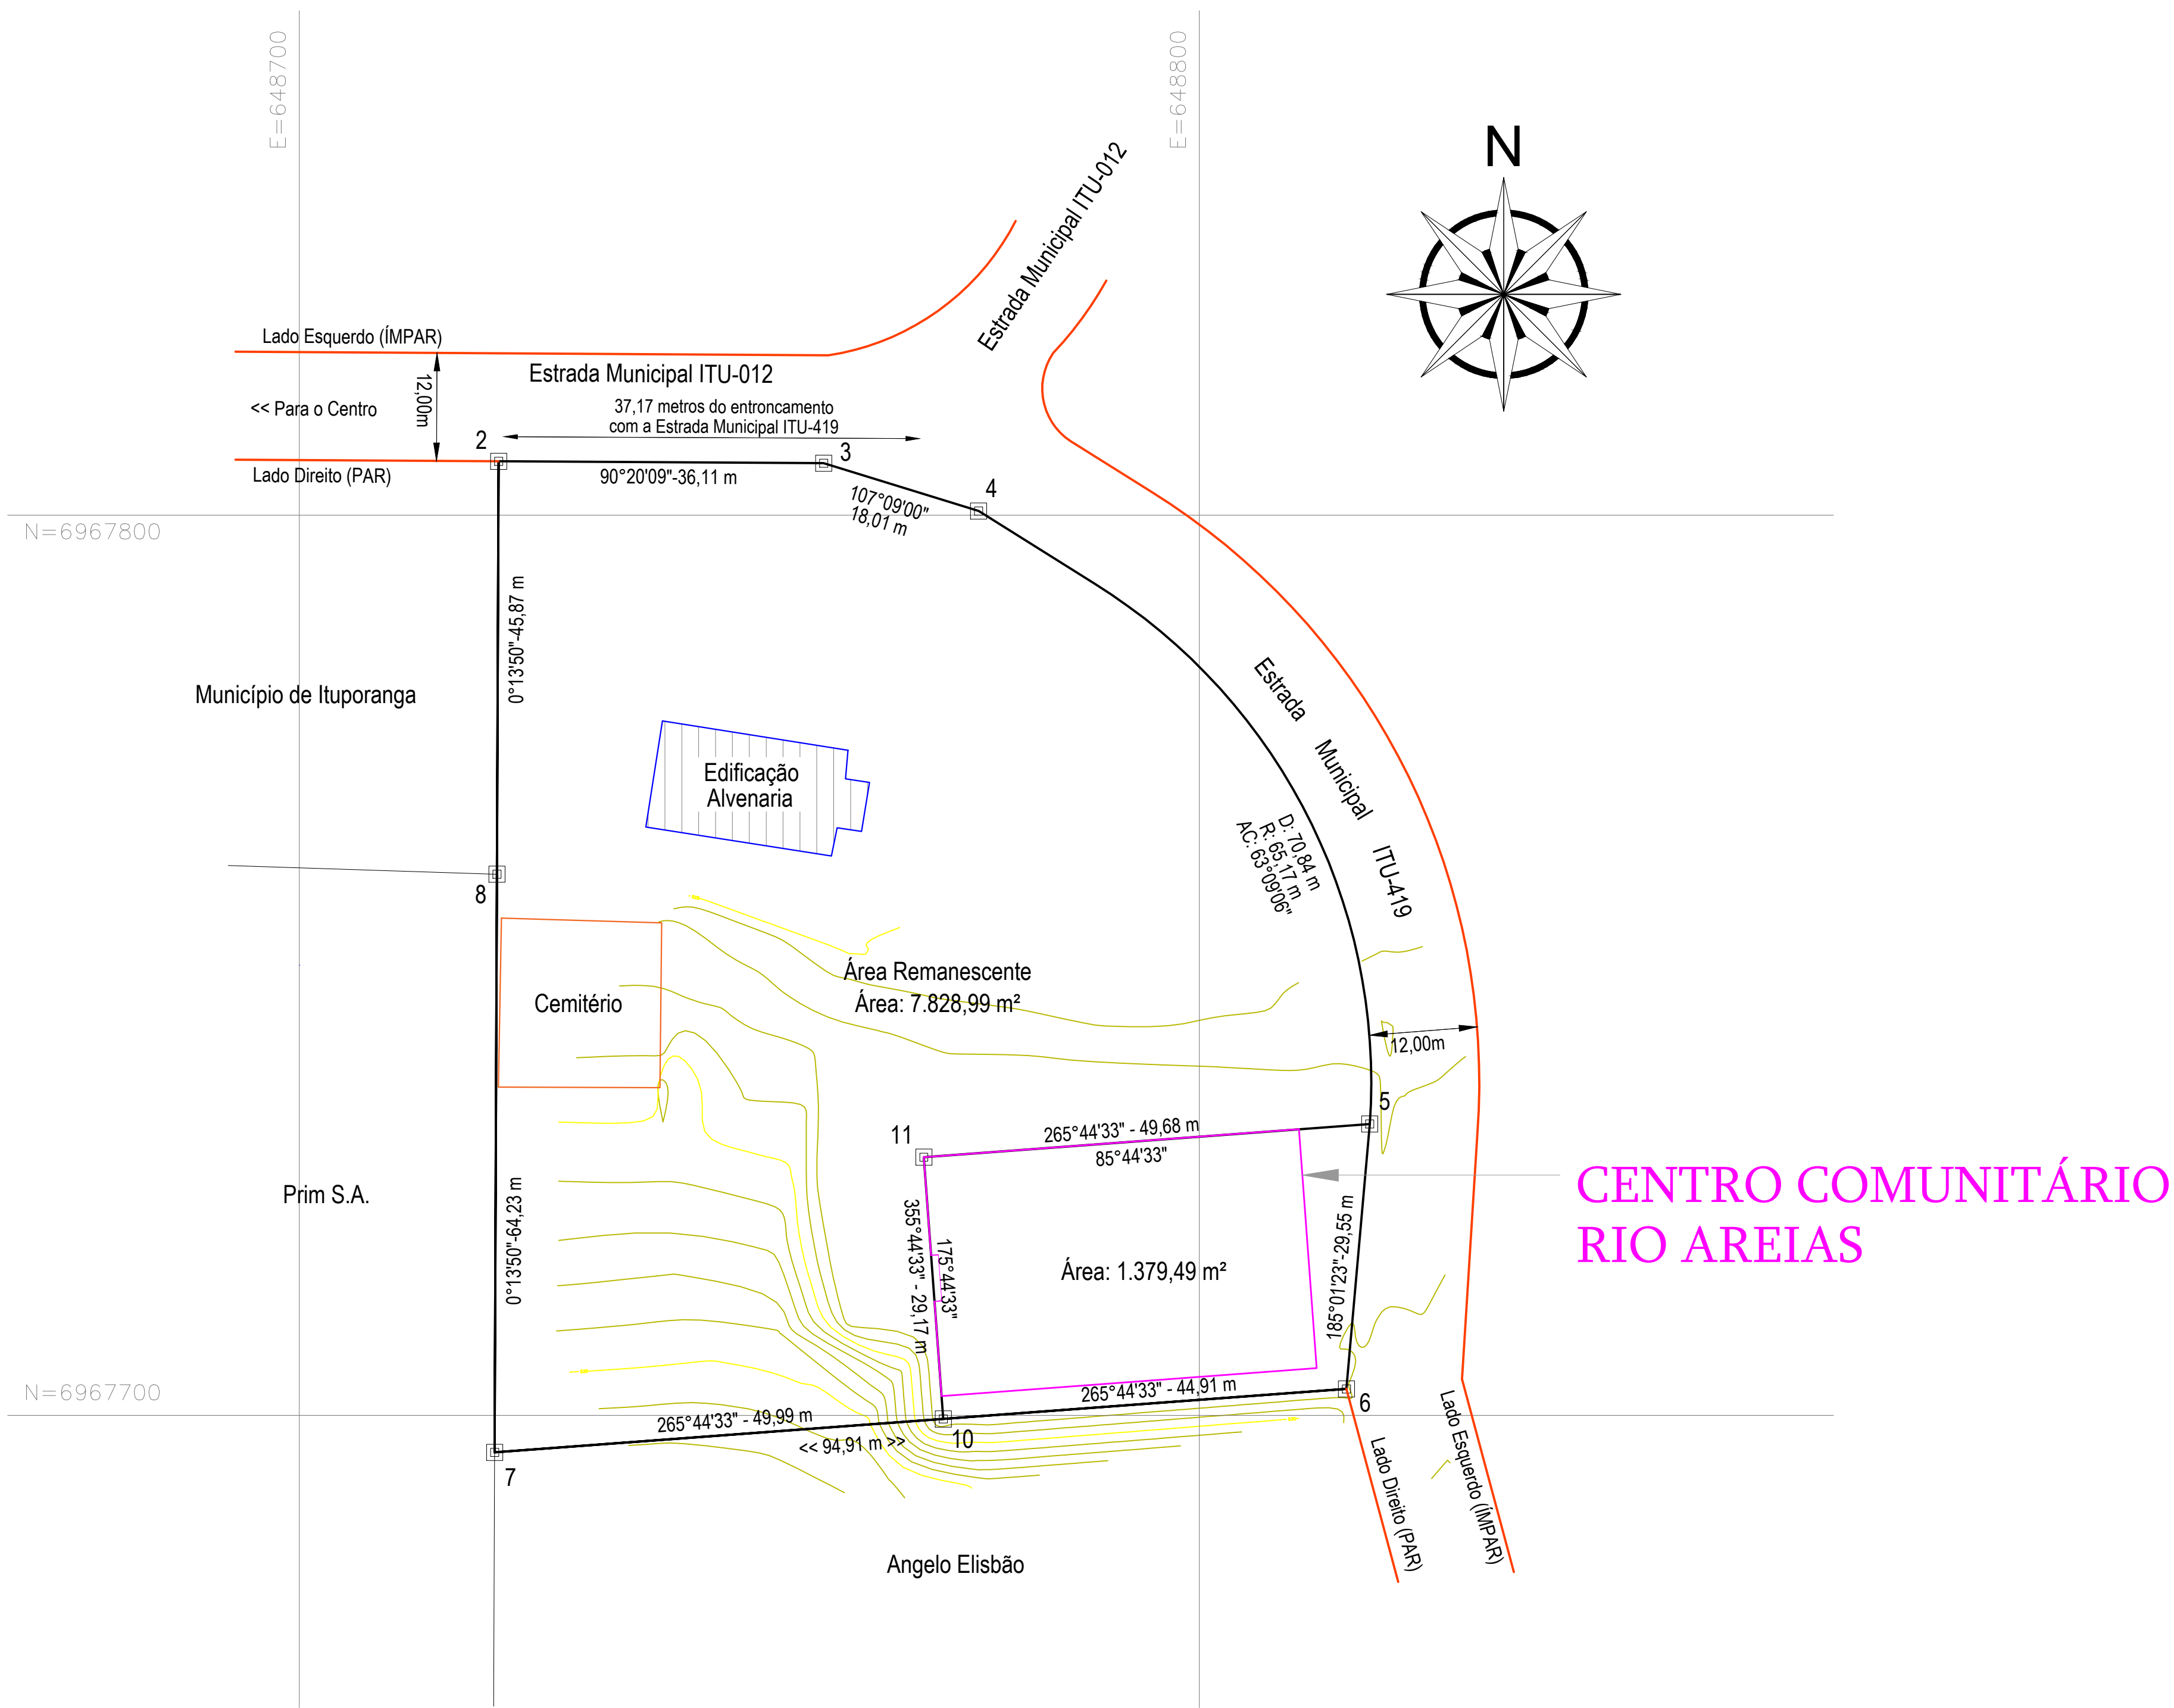 E=648700
E=648800
N
Estrada Municipal ITU-012
Lado Esquerdo (ÍMPAR)
Estrada Municipal ITU-012
12,00m
<< Para o Centro
37,17 metros do entroncamento
com a Estrada Municipal ITU-419
2
3
Lado Direito (PAR)
90°20'09"-36,11 m
4
107°09'00"
18,01 m
N=6967800
0°13'50"-45,87 m
Município de Ituporanga
Estrada Municipal ITU-419
Edificação
Alvenaria
D: 70,84 m
R: 65,17 m
AC: 63°09'06"
8
Área Remanescente
Área: 7.828,99 m²
Cemitério
12,00m
5
11
265°44'33" - 49,68 m
85°44'33"
CENTRO COMUNITÁRIO
RIO AREIAS
Prim S.A.
0°13'50"-64,23 m
355°44'33" - 29,17 m
175°44'33"
Área: 1.379,49 m²
185°01'23"-29,55 m
N=6967700
265°44'33" - 44,91 m
6
265°44'33" - 49,99 m
<< 94,91 m >>
10
7
Lado Direito (PAR)
Lado Esquerdo (ÍMPAR)
Angelo Elisbão